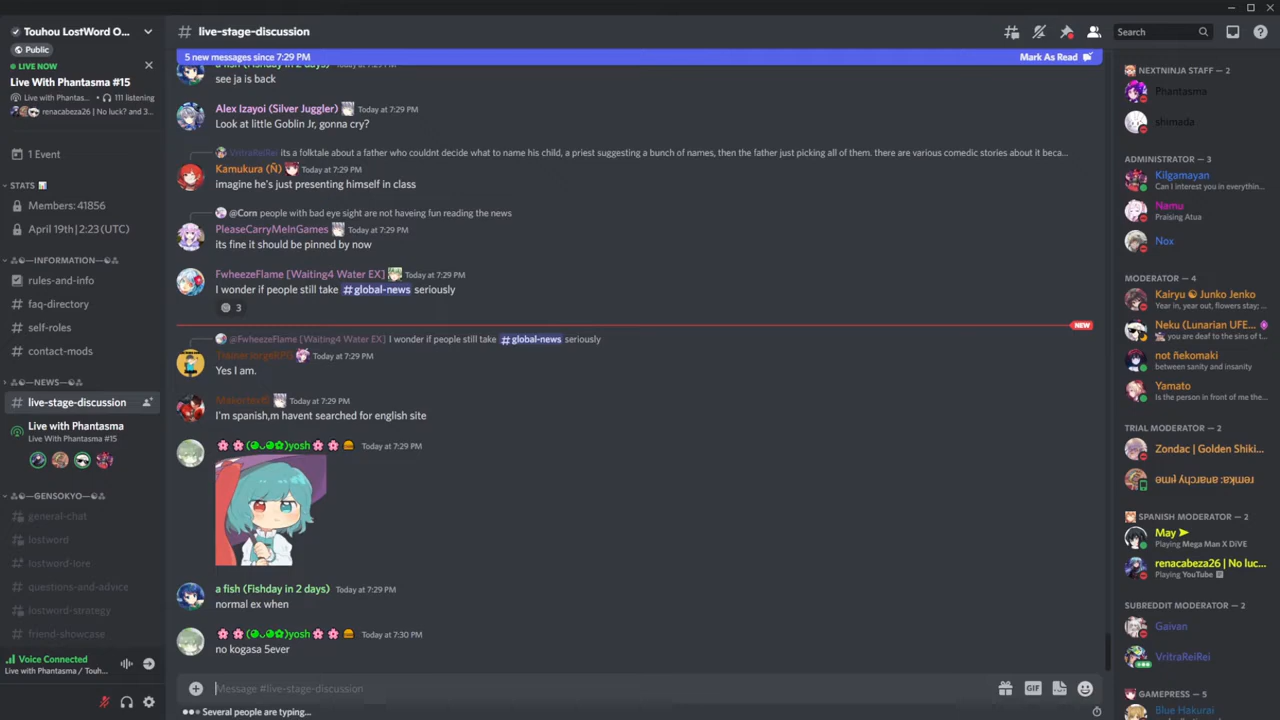 Touhou LostWord O...
Public
LIVE NOW
Live With Phantasma #15
Live with Phantas... • 111 listening
renacabeza26 | No luck? and 3...
1 Event
STATS
Members: 41856
April 19th | 2:23 (UTC)
INFORMATION
rules-and-info
faq-directory
self-roles
contact-mods
NEWS
# live-stage-discussion
Live with Phantasma
Live With Phantasma #15
GENSOKYO
general-chat
lostword
lostword-lore
questions-and-advice
lostword-strategy
friend-showcase
Voice Connected
Live with Phantasma / Touh...
# live-stage-discussion
Search
5 new messages since 7:29 PM
Mark As Read
a fish (Fishday in 2 days) Today at 7:29 PM
see ja is back
Alex Izayoi (Silver Juggler) Today at 7:29 PM
Look at little Goblin Jr, gonna cry?
VritraReiRei its a folktale about a father who couldnt decide what to name his child, a priest suggesting a bunch of names, then the father just picking all of them. there are various comedic stories about it beca...
Kamukura (Ñ) Today at 7:29 PM
imagine he's just presenting himself in class
@Corn people with bad eye sight are not haveing fun reading the news
PleaseCarryMeInGames Today at 7:29 PM
its fine it should be pinned by now
FwheezeFlame [Waiting4 Water EX] Today at 7:29 PM
I wonder if people still take #global-news seriously
3
NEW
@FwheezeFlame [Waiting4 Water EX] I wonder if people still take #global-news seriously
Today at 7:29 PM
Yes I am.
Today at 7:29 PM
I'm spanish,m havent searched for english site
yosh Today at 7:29 PM
a fish (Fishday in 2 days) Today at 7:29 PM
normal ex when
yosh Today at 7:30 PM
no kogasa 5ever
Message #live-stage-discussion
GIF
Several people are typing...
NEXTNINJA STAFF – 2
Phantasma
shimada
ADMINISTRATOR – 3
Kilgamayan
Can I interest you in everythin...
Namu
Praising Atua
Nox
MODERATOR – 4
Kairyu ☯ Junko Jenko
Year in, year out, flowers stay;...
Neku (Lunarian UFE...
you are deaf to the sins of t...
not ñekomaki
between sanity and insanity
Yamato
Is the person in front of me the...
TRIAL MODERATOR – 2
Zondac | Golden Shiki...
SPANISH MODERATOR – 2
May ➤
Playing Mega Man X DiVE
renacabeza26 | No luc...
Playing YouTube
SUBREDDIT MODERATOR – 2
Gaivan
VritraReiRei
GAMEPRESS – 5
Blue Hakurai